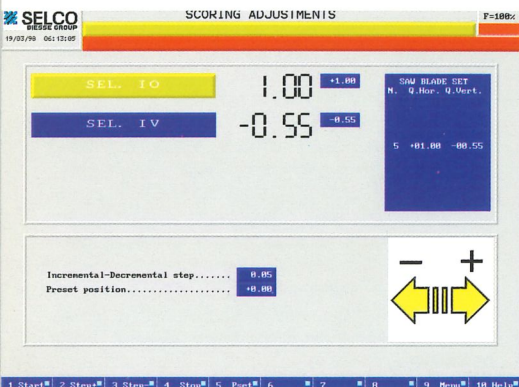 SELCO
BIESSE GROUP
SCORING ADJUSTMENTS
F=100%
19/03/98 06:13:05
SEL. IO 1.00 +1.00
SEL. IV -0.55 -0.55
SAW BLADE SET
N. Q.Hor. Q.Vert.
5 +01.00 -00.55
- +
Incremental-Decremental step....... 0.05
Preset position................... +0.00
1 Start 2 Step+ 3 Step- 4 Stop 5 Pset 6 7 8 9 Menu 10 Help